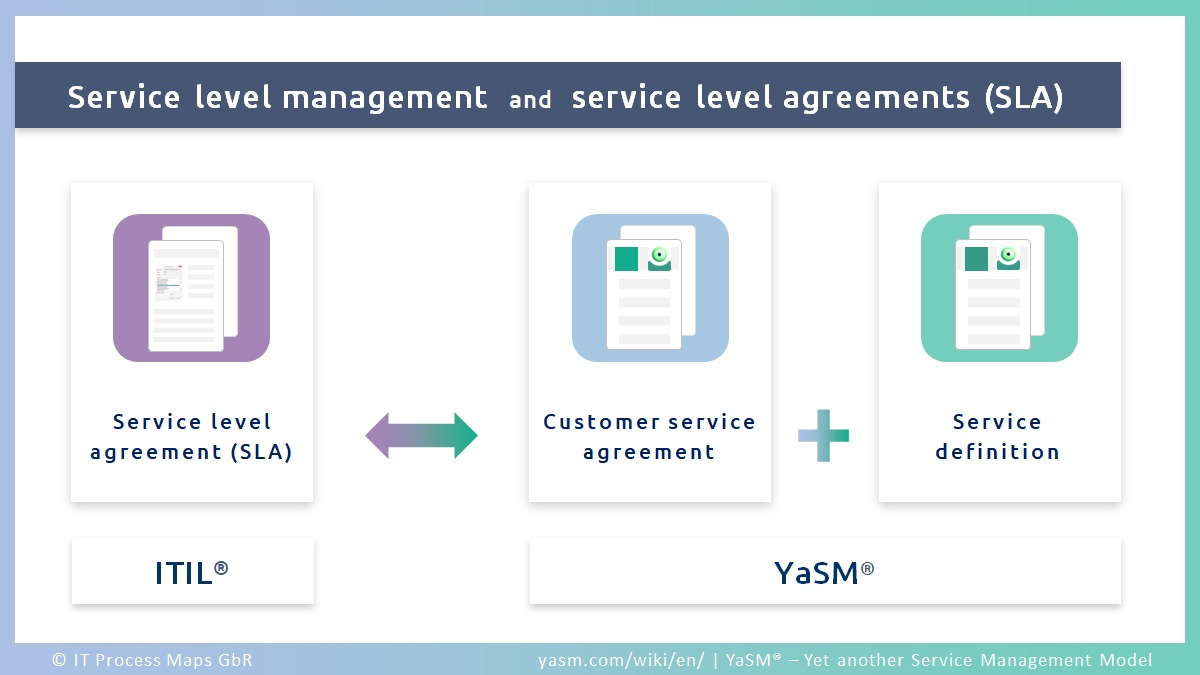 Service level management and service level agreements (SLA)
Service level
agreement (SLA)
Customer service
agreement
Service
definition
ITIL®
YaSM®
© IT Process Maps GbR
yasm.com/wiki/en/ | YaSM® – Yet another Service Management Model